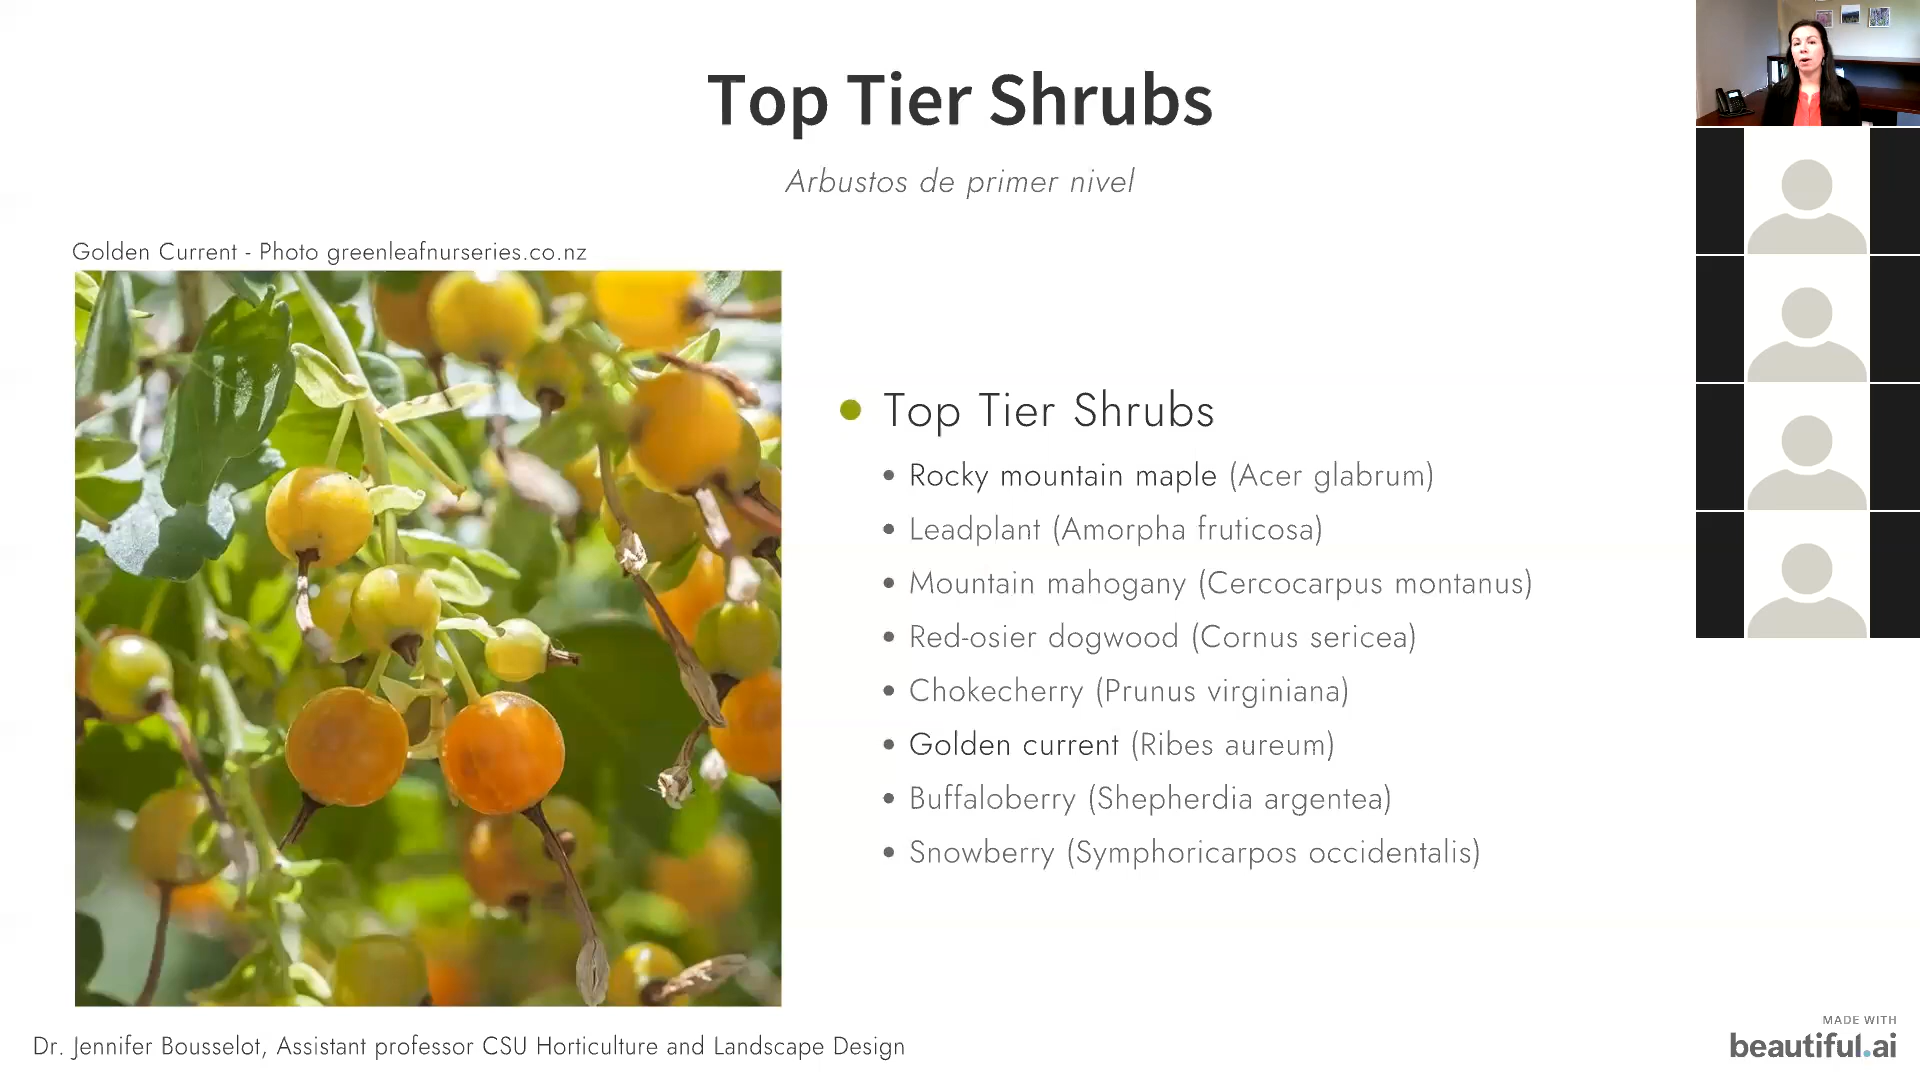 Top Tier Shrubs
Arbustos de primer nivel
Golden Current - Photo greenleafnurseries.co.nz
Top Tier Shrubs
Rocky mountain maple (Acer glabrum)
Leadplant (Amorpha fruticosa)
Mountain mahogany (Cercocarpus montanus)
Red-osier dogwood (Cornus sericea)
Chokecherry (Prunus virginiana)
Golden current (Ribes aureum)
Buffaloberry (Shepherdia argentea)
Snowberry (Symphoricarpos occidentalis)
Dr. Jennifer Bousselot, Assistant professor CSU Horticulture and Landscape Design
MADE WITH
beautiful.ai